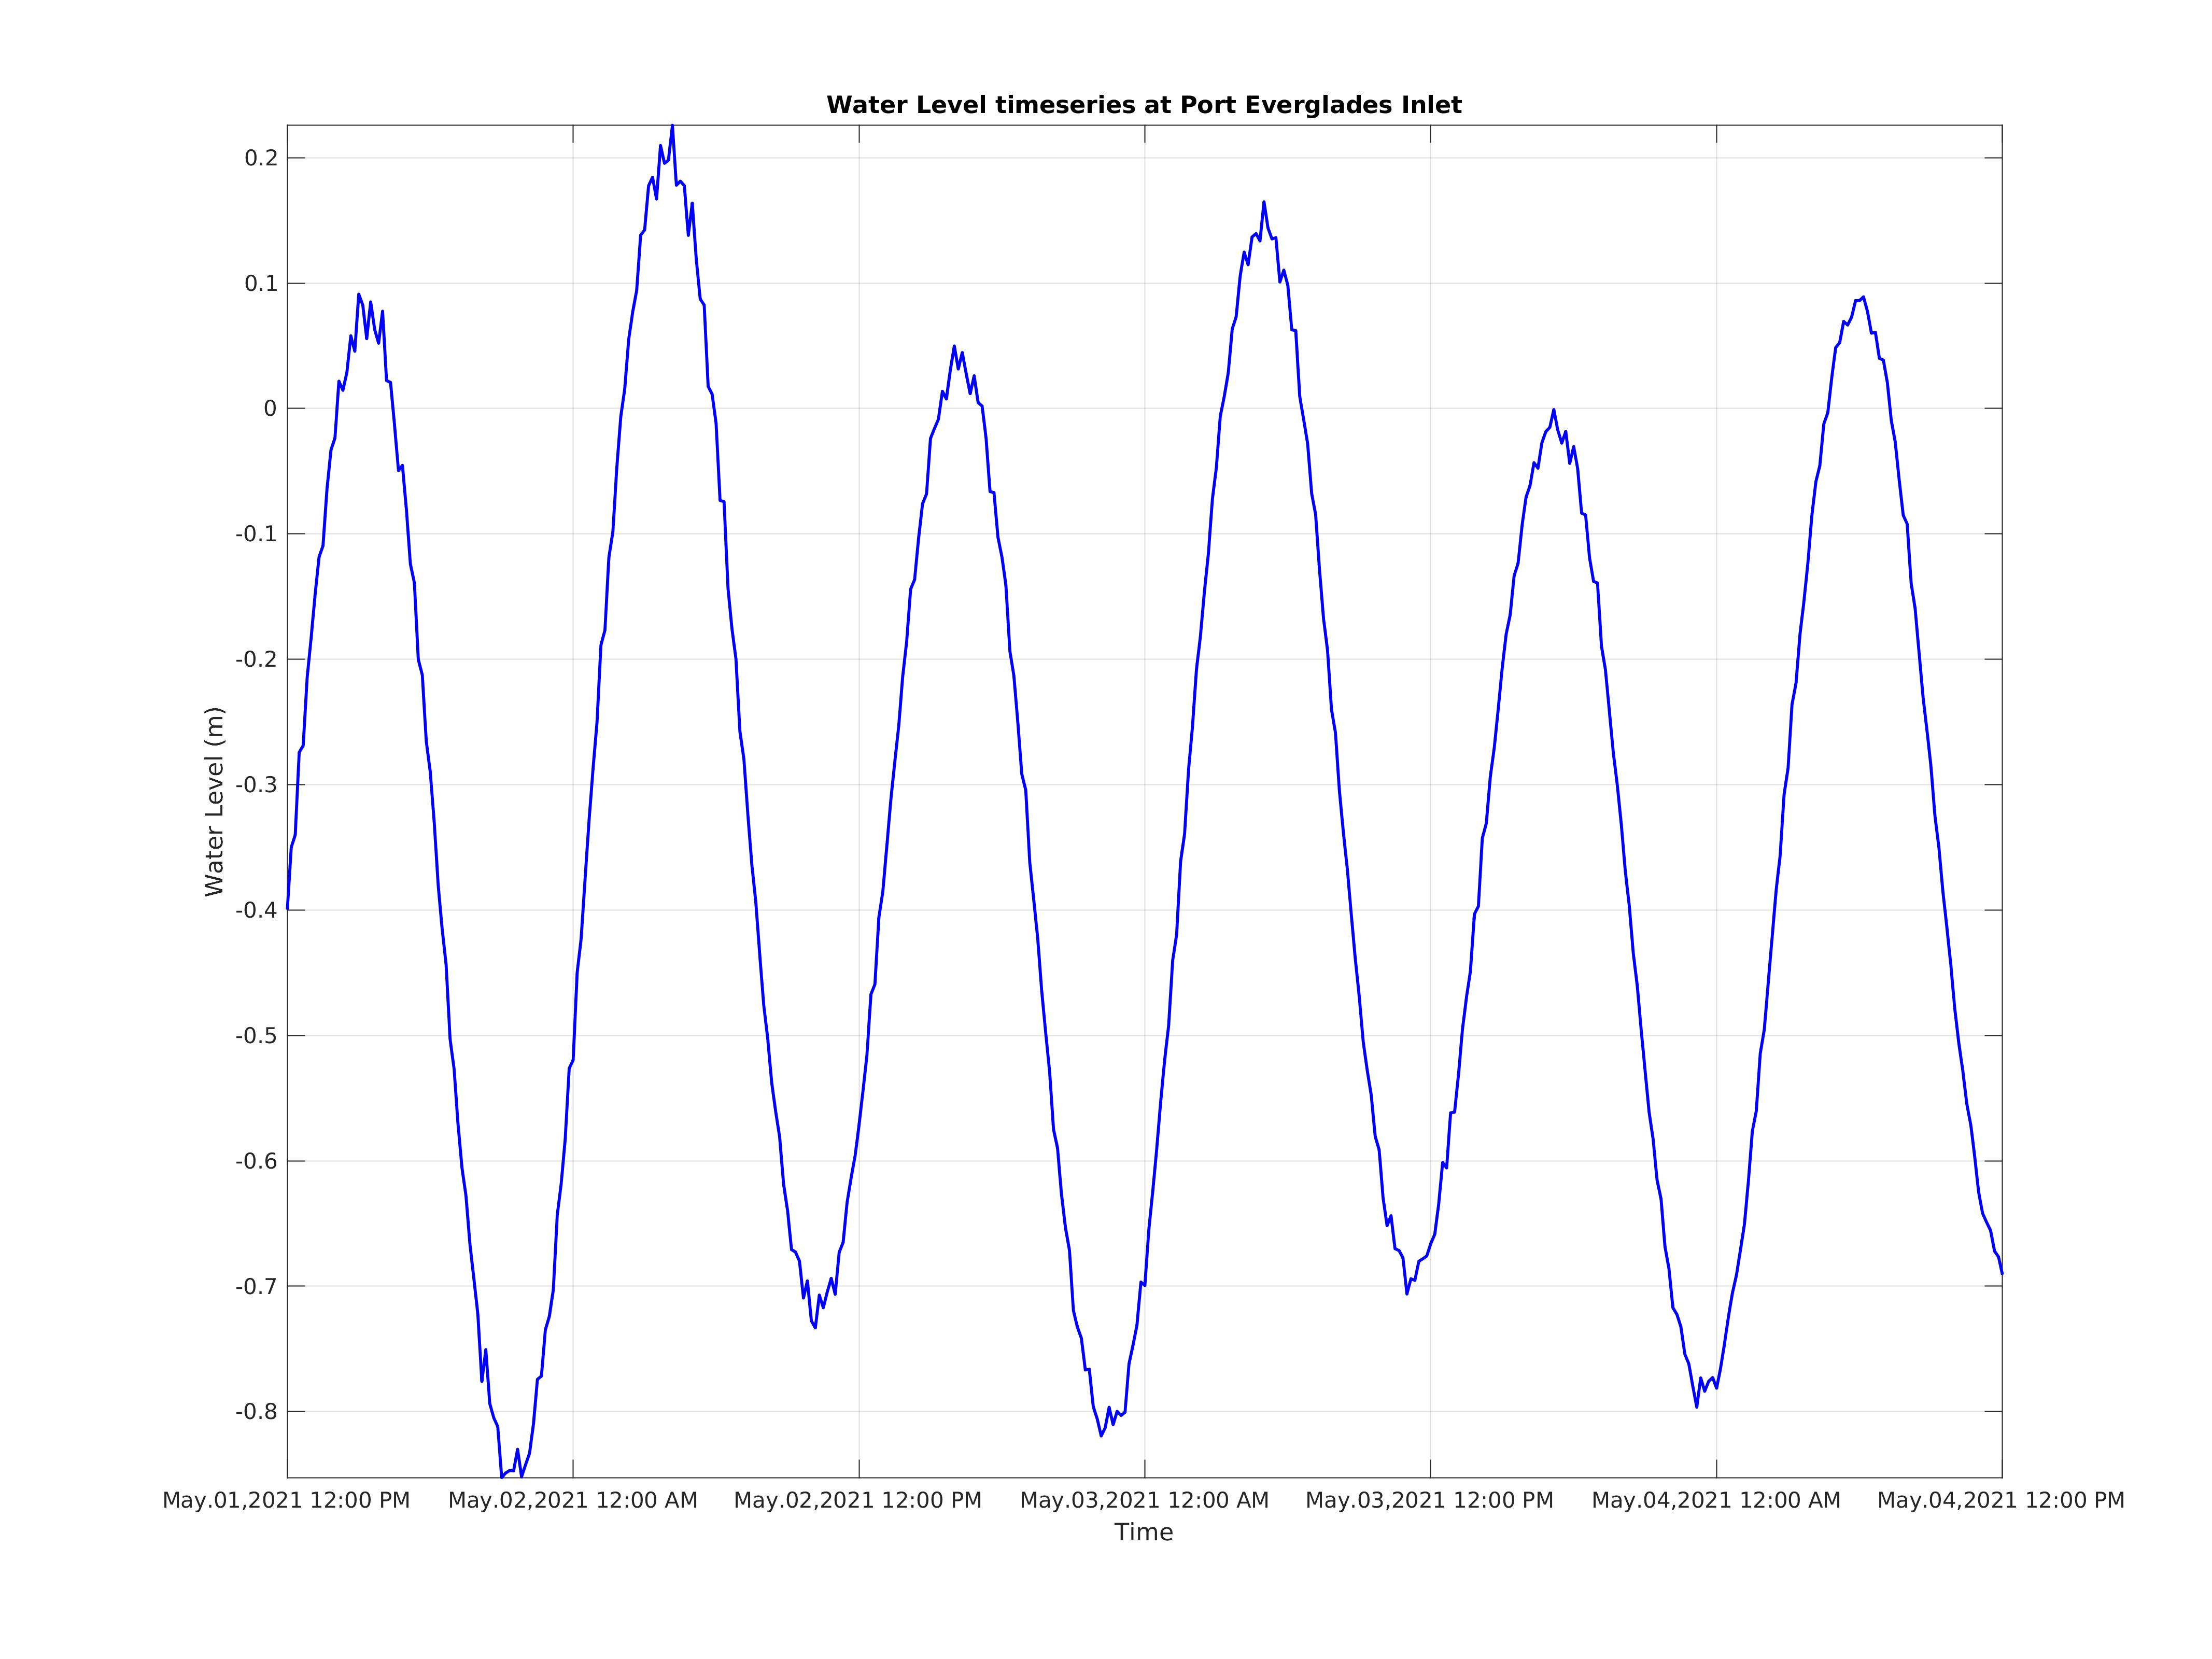 Water Level timeseries at Port Everglades Inlet
0.2
0.1
0
-0.1
-0.2
-0.3
-0.4
-0.5
-0.6
-0.7
-0.8
Water Level (m)
May.01,2021 12:00 PM May.02,2021 12:00 AM May.02,2021 12:00 PM May.03,2021 12:00 AM May.03,2021 12:00 PM May.04,2021 12:00 AM May.04,2021 12:00 PM
Time